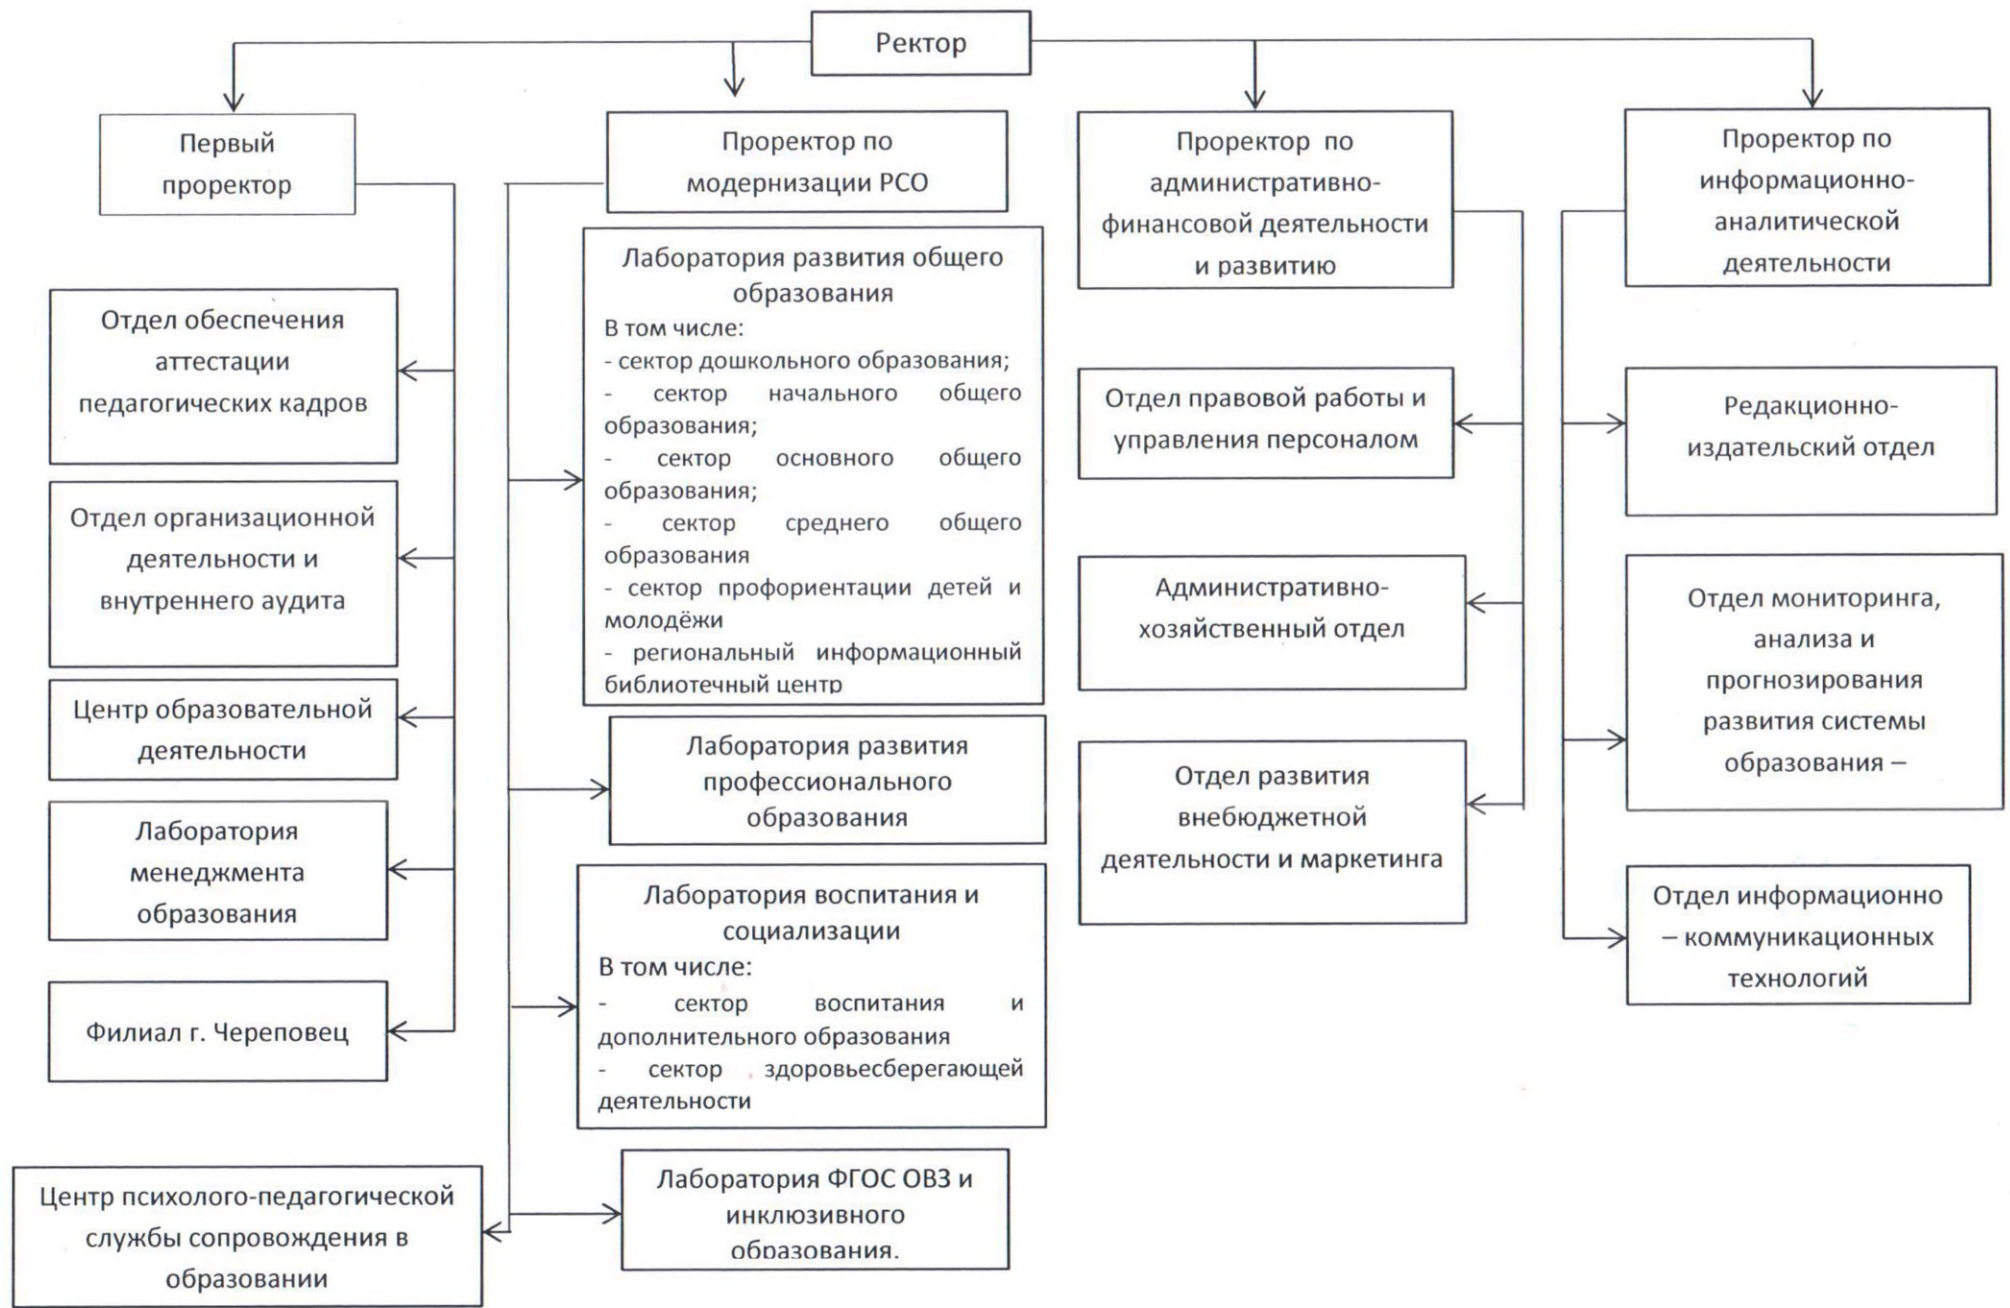 Ректор
Первый
проректор
Отдел обеспечения
аттестации
педагогических кадров
Отдел организационной
деятельности и
внутреннего аудита
Центр образовательной
деятельности
Лаборатория
менеджмента
образования
Филиал г. Череповец
Проректор по
модернизации РСО
Лаборатория развития общего
образования
В том числе:
- сектор дошкольного образования;
- сектор начального общего
образования;
- сектор основного общего
образования;
- сектор среднего общего
образования
- сектор профориентации детей и
молодёжи
- региональный информационный
библиотечный центр
Лаборатория развития
профессионального
образования
Лаборатория воспитания и
социализации
В том числе:
- сектор воспитания и
дополнительного образования
- сектор здоровьесберегающей
деятельности
Лаборатория ФГОС ОВЗ и
инклюзивного
образования.
Центр психолого-педагогической
службы сопровождения в
образовании
Проректор по
административно-
финансовой деятельности
и развитию
Отдел правовой работы и
управления персоналом
Административно-
хозяйственный отдел
Отдел развития
внебюджетной
деятельности и маркетинга
Проректор по
информационно-
аналитической
деятельности
Редакционно-
издательский отдел
Отдел мониторинга,
анализа и
прогнозирования
развития системы
образования –
Отдел информационно
– коммуникационных
технологий